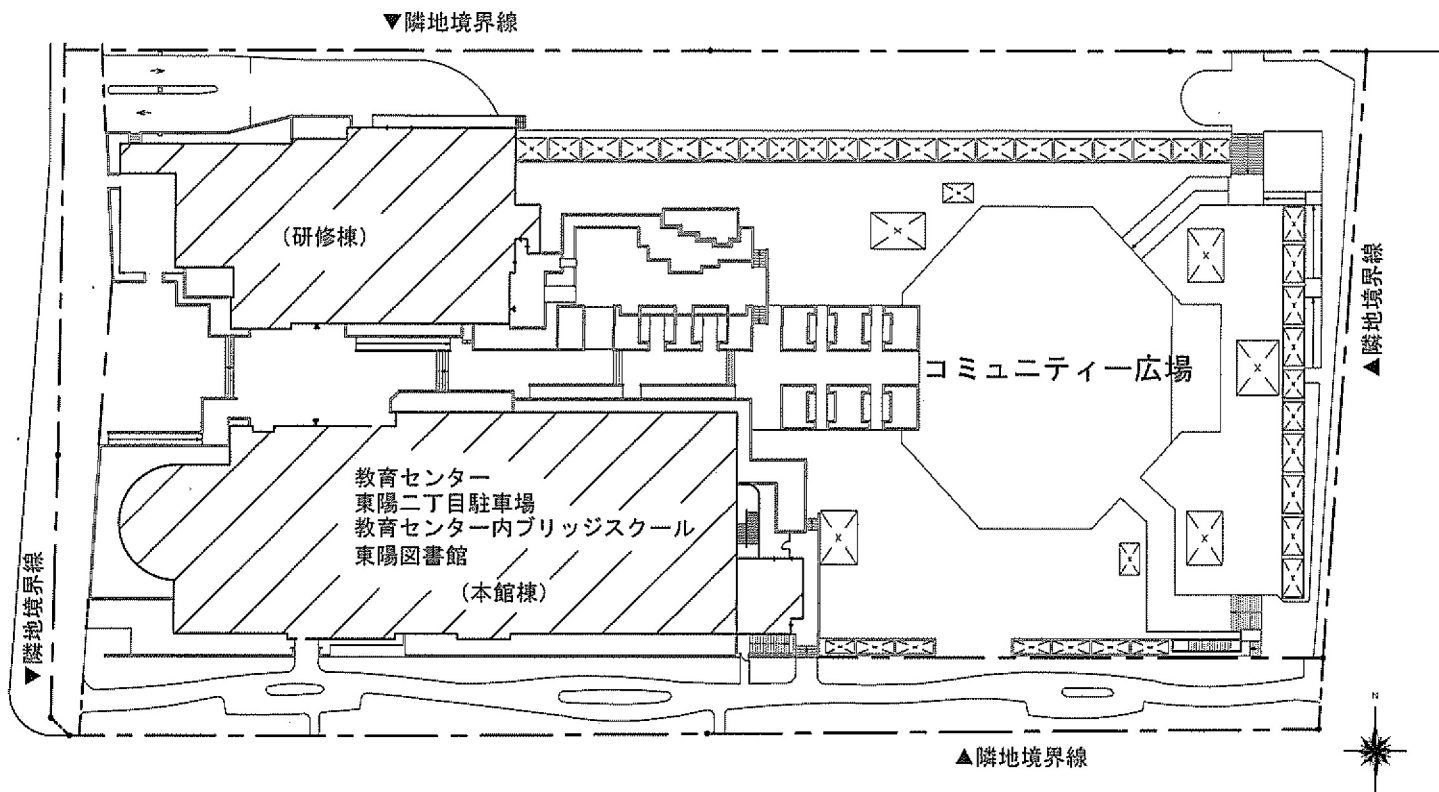 ▼隣地境界線
(研修棟)
▲隣地境界線
コミュニティー広場
教育センター
東陽二丁目駐車場
教育センター内ブリッジスクール
東陽図書館
(本館棟)
▼隣地境界線
▲隣地境界線
N